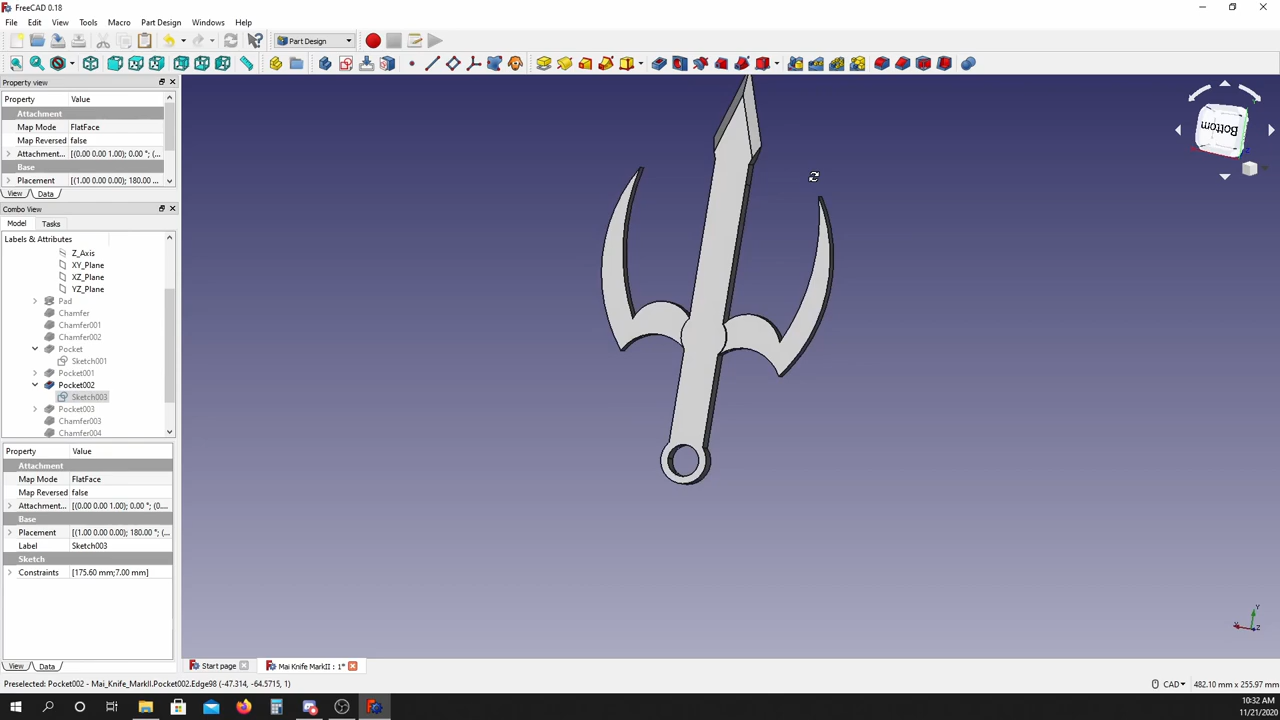 FreeCAD 0.18
File Edit View Tools Macro Part Design Windows Help
Part Design
Property view
Property Value
Attachment
Map Mode FlatFace
Map Reversed false
Attachment... [(0.00 0.00 1.00); 0.00 °; (...
Base
Placement [(1.00 0.00 0.00); 180.00 ...
View Data
Combo View
Model Tasks
Labels & Attributes
Z_Axis
XY_Plane
XZ_Plane
YZ_Plane
Pad
Chamfer
Chamfer001
Chamfer002
Pocket
Sketch001
Pocket001
Pocket002
Sketch003
Pocket003
Chamfer003
Chamfer004
Property Value
Attachment
Map Mode FlatFace
Map Reversed false
Attachment... [(0.00 0.00 1.00); 0.00 °; (0....
Base
Placement [(1.00 0.00 0.00); 180.00 °; (...
Label Sketch003
Sketch
Constraints [175.60 mm;7.00 mm]
View Data
Bottom
Y
X
Z
Start page
Mai Knife MarkII : 1*
Preselected: Pocket002 - Mai_Knife_MarkII.Pocket002.Edge98 (-47.314, -64.5715, 1)
CAD
482.10 mm x 255.97 mm
10:32 AM
11/21/2020